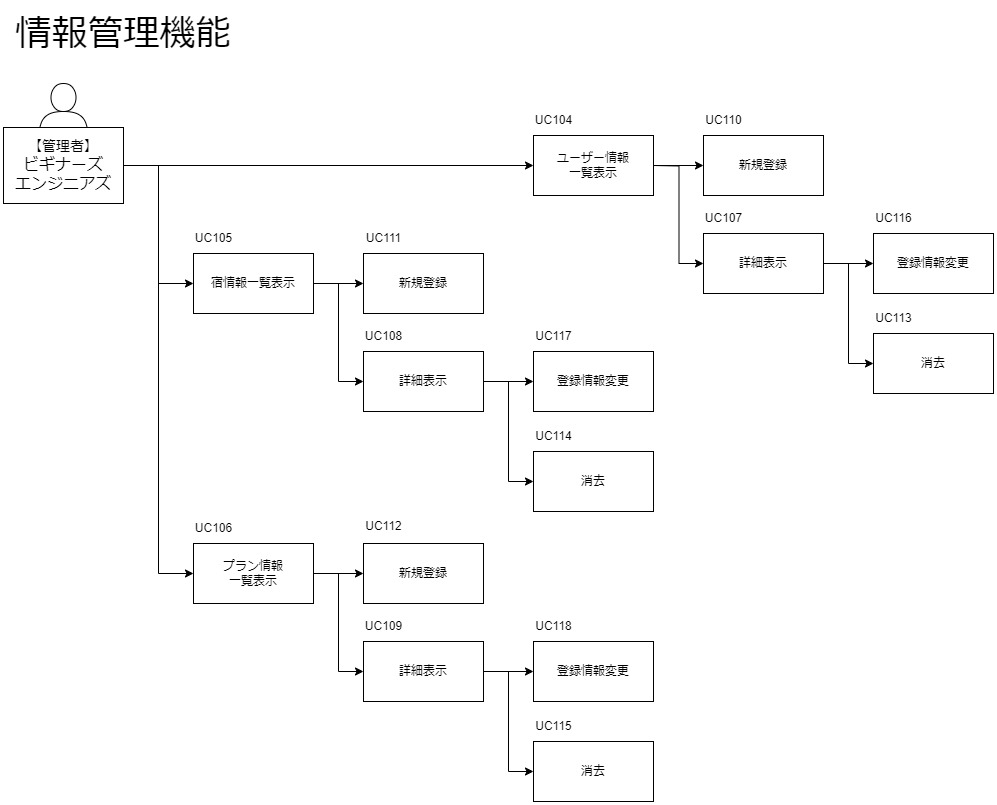 情報管理機能
【管理者】
ビギナーズ
エンジニアズ
UC104
ユーザー情報
一覧表示
UC110
新規登録
UC107
詳細表示
UC116
登録情報変更
UC113
消去
UC105
宿情報一覧表示
UC111
新規登録
UC108
詳細表示
UC117
登録情報変更
UC114
消去
UC106
プラン情報
一覧表示
UC112
新規登録
UC109
詳細表示
UC118
登録情報変更
UC115
消去